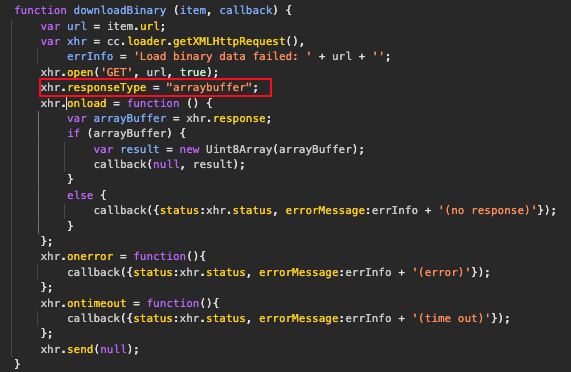 function downloadBinary (item, callback) {
    var url = item.url;
    var xhr = cc.loader.getXMLHttpRequest(),
        errInfo = 'Load binary data failed: ' + url + '';
    xhr.open('GET', url, true);
    xhr.responseType = "arraybuffer";
    xhr.onload = function () {
        var arrayBuffer = xhr.response;
        if (arrayBuffer) {
            var result = new Uint8Array(arrayBuffer);
            callback(null, result);
        }
        else {
            callback({status:xhr.status, errorMessage:errInfo + '(no response)'});
        }
    };
    xhr.onerror = function(){
        callback({status:xhr.status, errorMessage:errInfo + '(error)'});
    };
    xhr.ontimeout = function(){
        callback({status:xhr.status, errorMessage:errInfo + '(time out)'});
    };
    xhr.send(null);
}